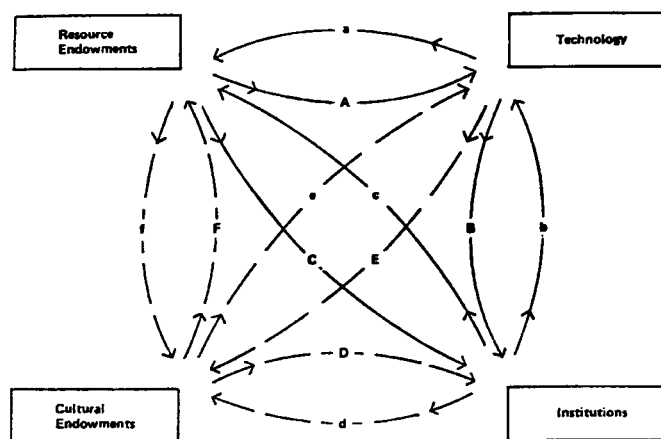 Resource
Endowments
Technology
a
A
e
c
f
F
B
b
C
E
D
Cultural
Endowments
Institutions
d